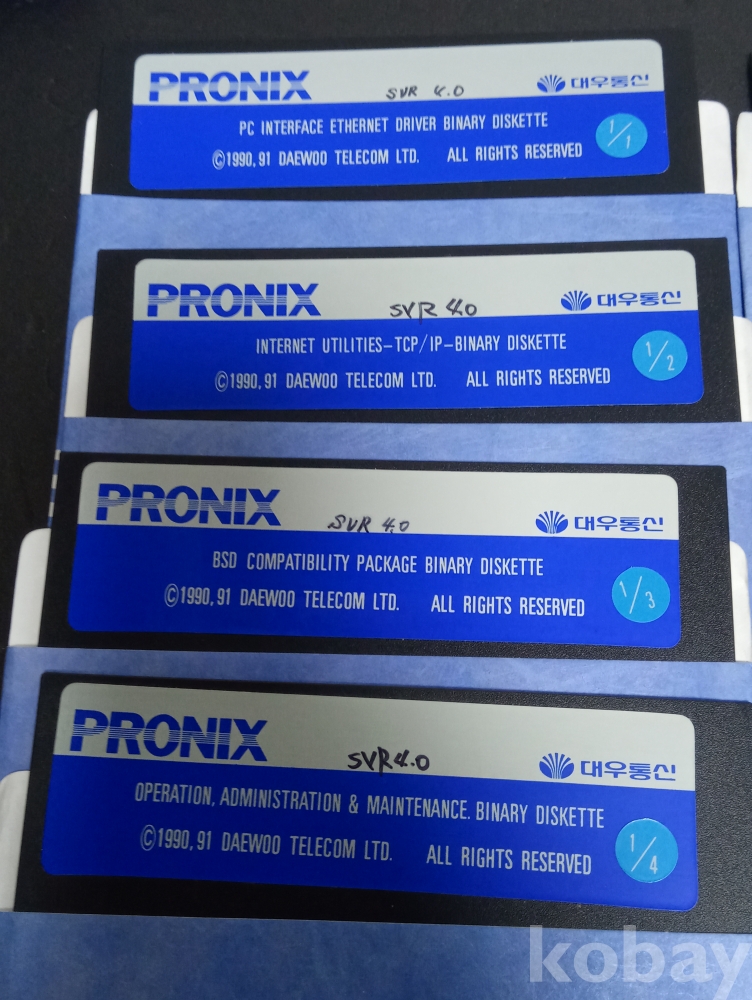 PRONIX SVR 4.0 대우통신
PC INTERFACE ETHERNET DRIVER BINARY DISKETTE 1/1
©1990, 91 DAEWOO TELECOM LTD. ALL RIGHTS RESERVED
PRONIX SVR 4.0 대우통신
INTERNET UTILITIES-TCP/IP-BINARY DISKETTE 1/2
©1990, 91 DAEWOO TELECOM LTD. ALL RIGHTS RESERVED
PRONIX SVR 4.0 대우통신
BSD COMPATIBILITY PACKAGE BINARY DISKETTE 1/3
©1990, 91 DAEWOO TELECOM LTD. ALL RIGHTS RESERVED
PRONIX SVR4.0 대우통신
OPERATION, ADMINISTRATION & MAINTENANCE. BINARY DISKETTE
©1990, 91 DAEWOO TELECOM LTD. ALL RIGHTS RESERVED 1/4
kobay